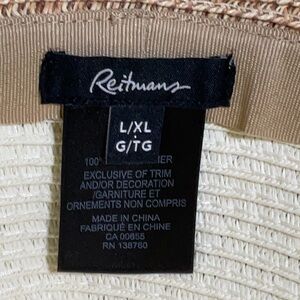 Reitmans
L/XL
G/TG
100%
EXCLUSIVE OF TRIM
AND/OR DECORATION
/GARNITURE ET
ORNEMENTS NON COMPRIS
MADE IN CHINA
FABRIQUÉ EN CHINE
CA 00855
RN 138760